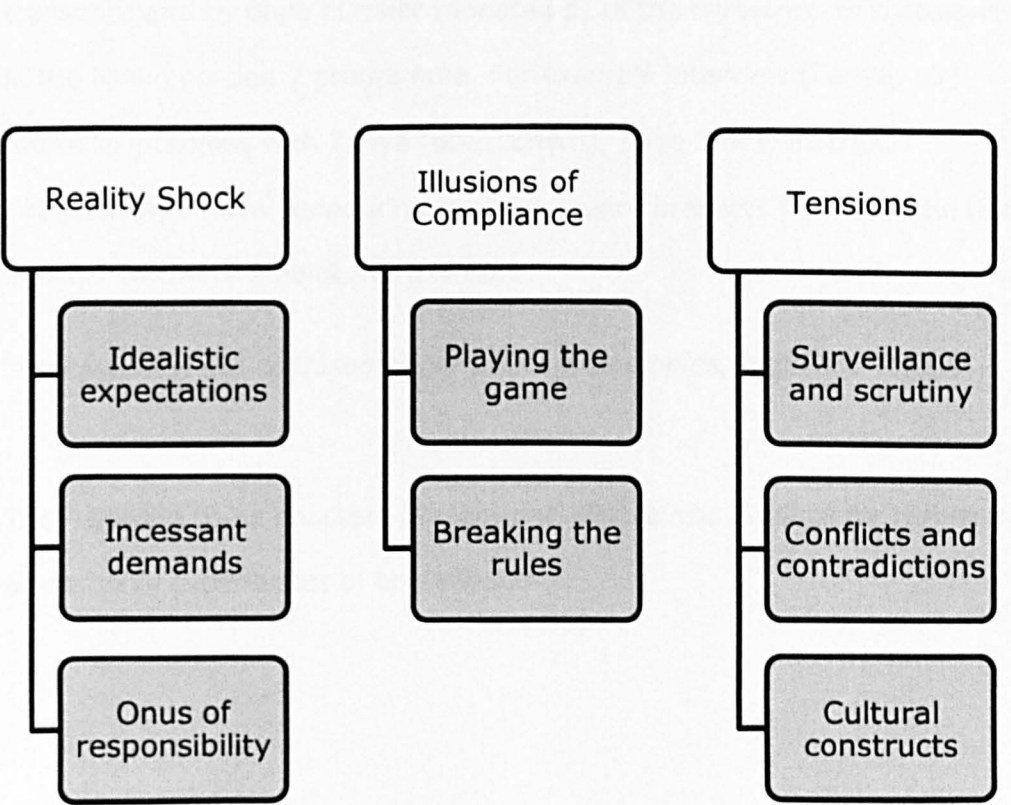 Reality Shock
Idealistic
expectations
Incessant
demands
Onus of
responsibility
Illusions of
Compliance
Playing the
game
Breaking the
rules
Tensions
Surveillance
and scrutiny
Conflicts and
contradictions
Cultural
constructs